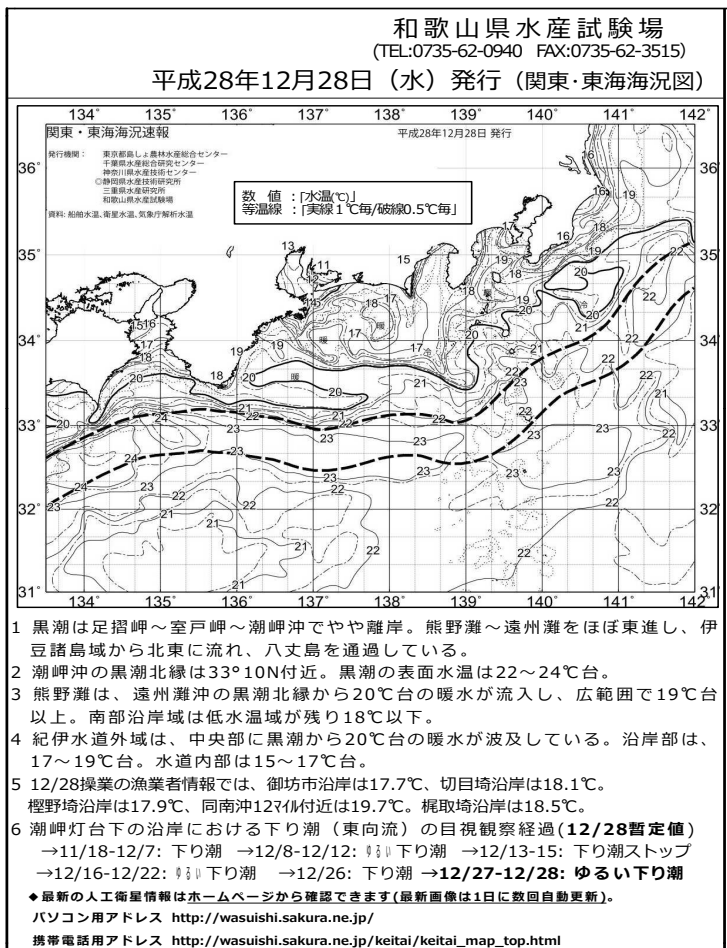 和歌山県水産試験場
(TEL:0735-62-0940 FAX:0735-62-3515)
平成28年12月28日（水）発行（関東･東海海況図）
134° 135° 136° 137° 138° 139° 140° 141° 142°
関東・東海海況速報
平成28年12月28日 発行
発行機関： 東京都島しょ農林水産総合センター
千葉県水産総合研究センター
神奈川県水産技術センター
◎静岡県水産技術研究所
三重県水産研究所
和歌山県水産試験場
資料: 船舶水温、衛星水温、気象庁解析水温
数 値 ：｢水温(℃)｣
等温線 ：｢実線１℃毎/破線0.5℃毎｣
36°
35°
34°
33°
32°
31°
134° 135° 136° 137° 138° 139° 140° 141° 142°
1 黒潮は足摺岬～室戸岬～潮岬沖でやや離岸。熊野灘～遠州灘をほぼ東進し、伊
豆諸島域から北東に流れ、八丈島を通過している。
2 潮岬沖の黒潮北縁は33°10N付近。黒潮の表面水温は22～24℃台。
3 熊野灘は、遠州灘沖の黒潮北縁から20℃台の暖水が流入し、広範囲で19℃台
以上。南部沿岸域は低水温域が残り18℃以下。
4 紀伊水道外域は、中央部に黒潮から20℃台の暖水が波及している。沿岸部は、
17～19℃台。水道内部は15～17℃台。
5 12/28操業の漁業者情報では、御坊市沿岸は17.7℃、切目埼沿岸は18.1℃。
樫野埼沿岸は17.9℃、同南沖12ﾏｲﾙ付近は19.7℃。梶取埼沿岸は18.5℃。
6 潮岬灯台下の沿岸における下り潮（東向流）の目視観察経過(12/28暫定値)
→11/18-12/7: 下り潮 →12/8-12/12: ゆるい下り潮 →12/13-15: 下り潮ストップ
→12/16-12/22: ゆるい下り潮 →12/26: 下り潮 →12/27-12/28: ゆるい下り潮
◆最新の人工衛星情報はホームページから確認できます(最新画像は1日に数回自動更新)。
パソコン用アドレス http://wasuishi.sakura.ne.jp/
携帯電話用アドレス http://wasuishi.sakura.ne.jp/keitai/keitai_map_top.html